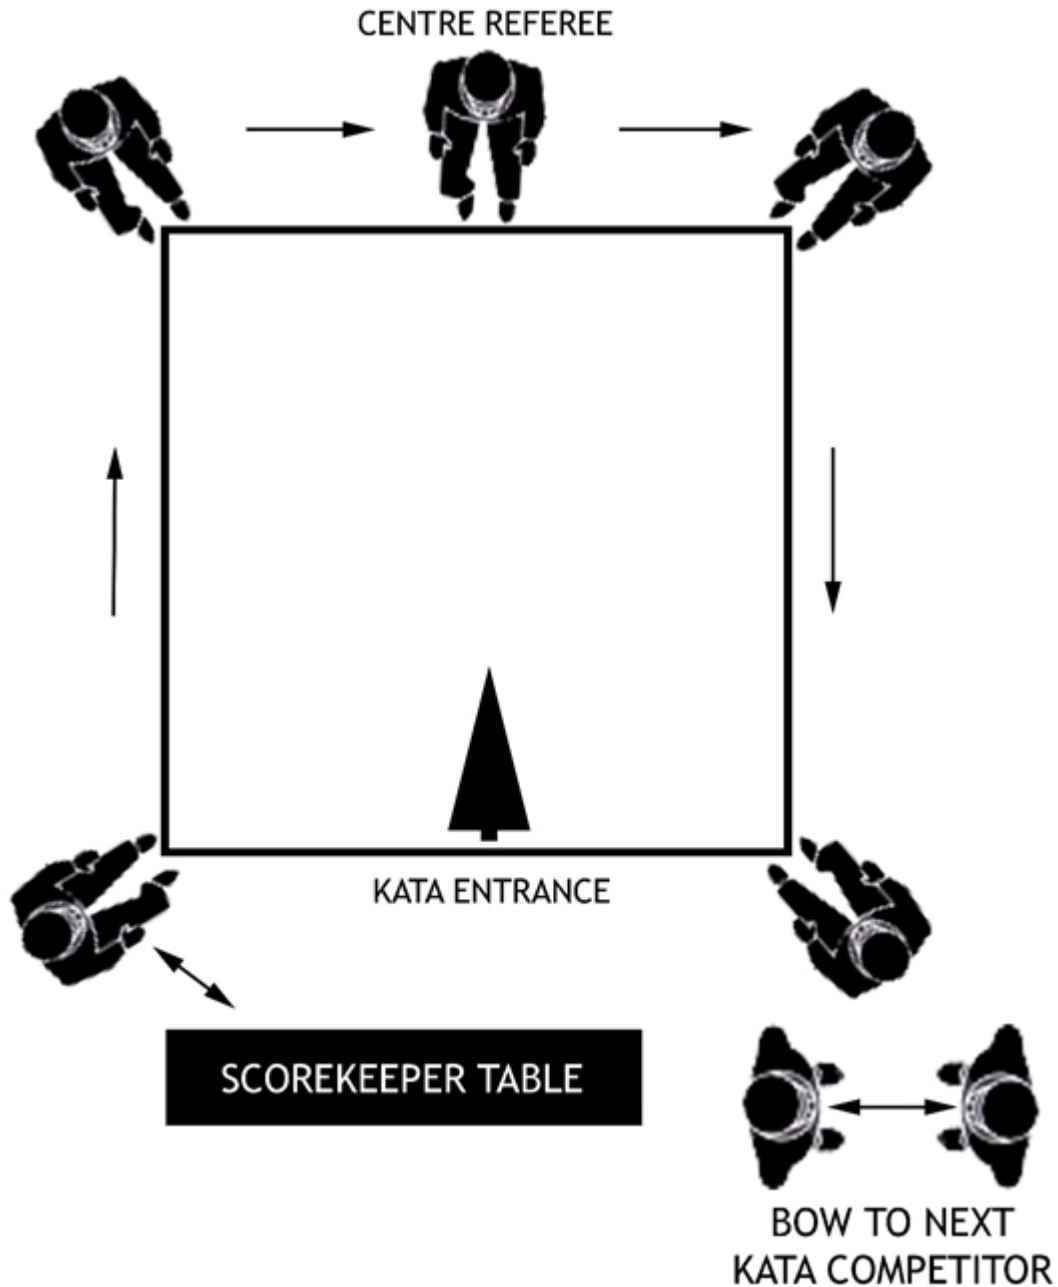 CENTRE REFEREE
KATA ENTRANCE
SCOREKEEPER TABLE
BOW TO NEXT
KATA COMPETITOR